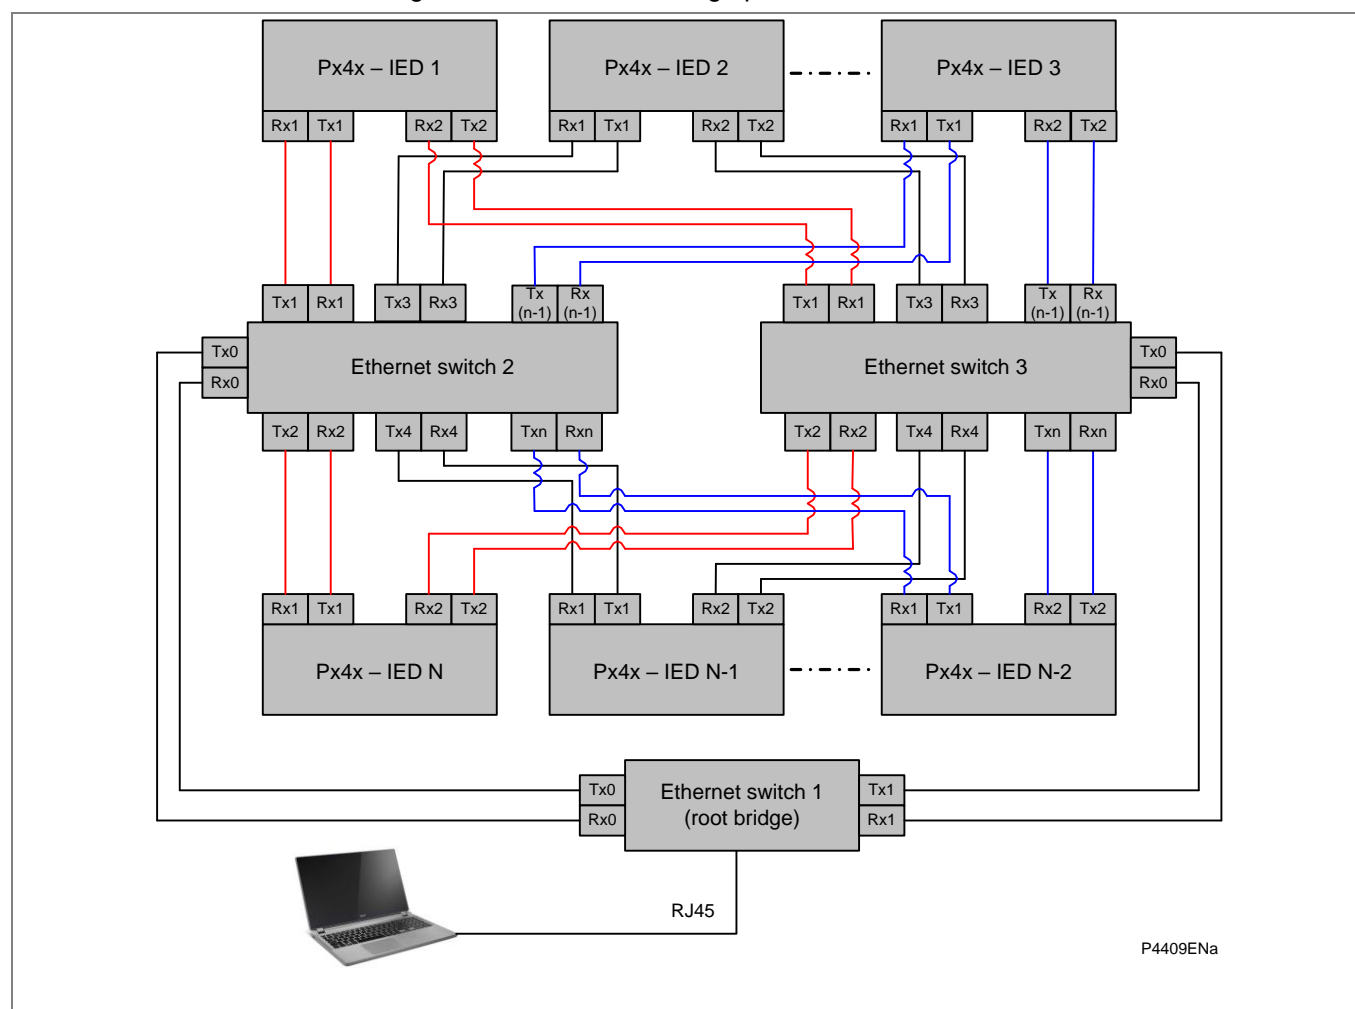 Px4x – IED 1
Px4x – IED 2
Px4x – IED 3
Rx1 Tx1 Rx2 Tx2
Rx1 Tx1 Rx2 Tx2
Rx1 Tx1 Rx2 Tx2
Tx1 Rx1 Tx3 Rx3 Tx (n-1) Rx (n-1)
Tx1 Rx1 Tx3 Rx3 Tx (n-1) Rx (n-1)
Tx0
Rx0
Ethernet switch 2
Ethernet switch 3
Tx0
Rx0
Tx2 Rx2 Tx4 Rx4 Txn Rxn
Tx2 Rx2 Tx4 Rx4 Txn Rxn
Rx1 Tx1 Rx2 Tx2
Rx1 Tx1 Rx2 Tx2
Rx1 Tx1 Rx2 Tx2
Px4x – IED N
Px4x – IED N-1
Px4x – IED N-2
Tx0
Rx0
Ethernet switch 1
(root bridge)
Tx1
Rx1
RJ45
P4409ENa